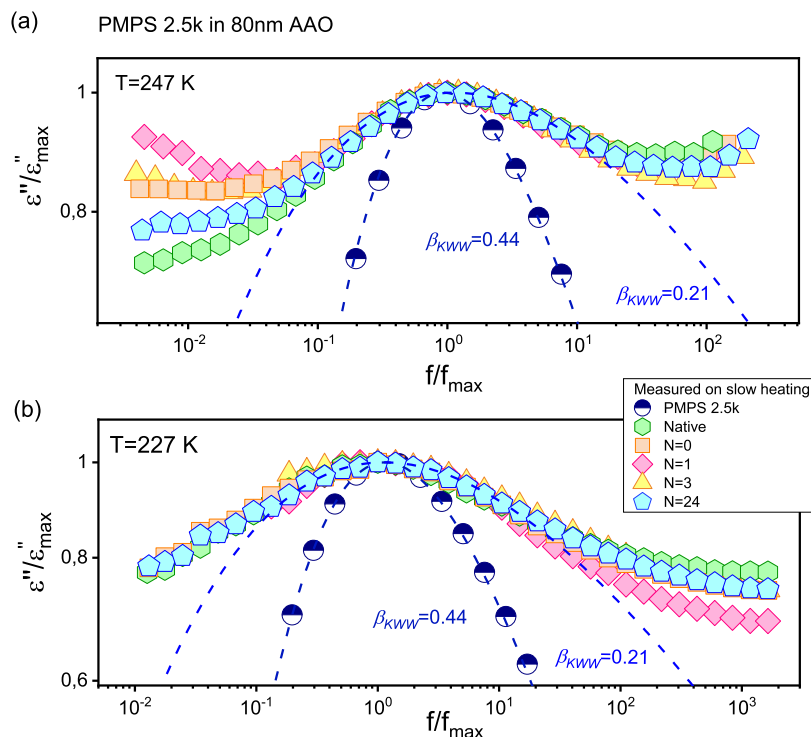 (a)
PMPS 2.5k in 80nm AAO
T=247 K
1
0.8
ε''/ε''max
βKWW=0.44
βKWW=0.21
10⁻² 10⁻¹ 10⁰ 10¹ 10²
f/fmax
(b)
T=227 K
1
0,8
0,6
ε''/ε''max
βKWW=0.44
βKWW=0.21
10⁻² 10⁻¹ 10⁰ 10¹ 10² 10³
f/fmax
Measured on slow heating
PMPS 2.5k
Native
N=0
N=1
N=3
N=24